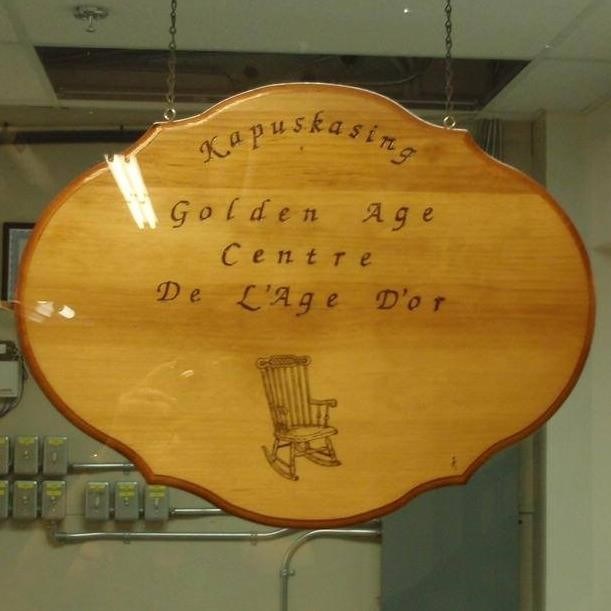 Kapuskasing
Golden Age
Centre
De L'Age D'or